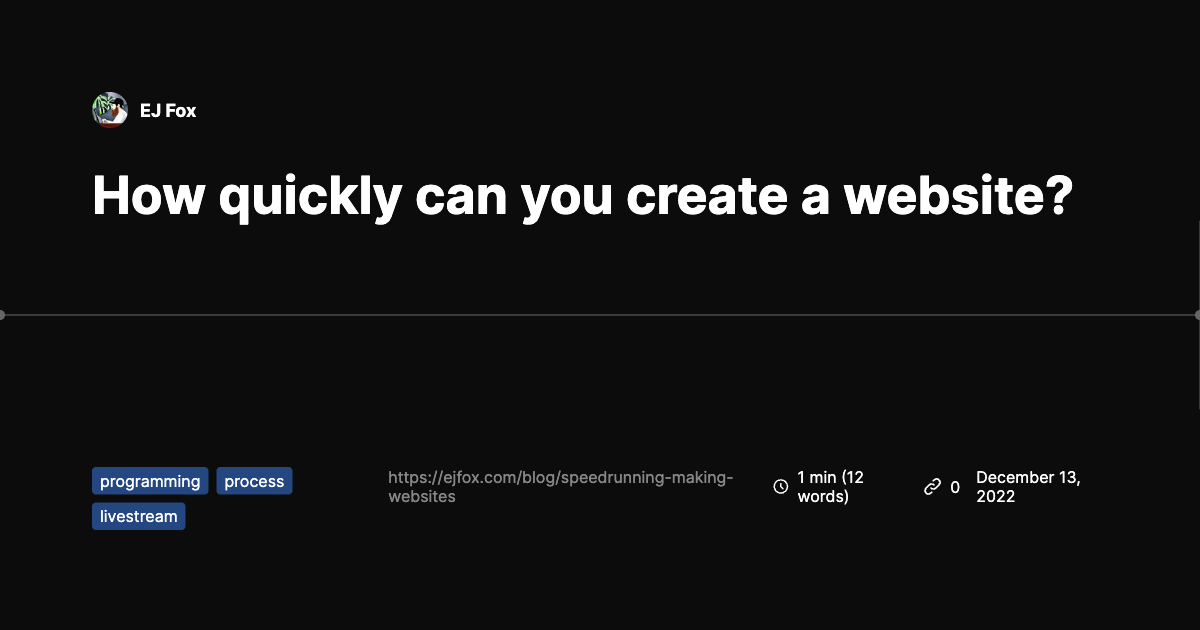 EJ Fox
How quickly can you create a website?
programming process
livestream
https://ejfox.com/blog/speedrunning-making-
websites
1 min (12
words)
0
December 13,
2022